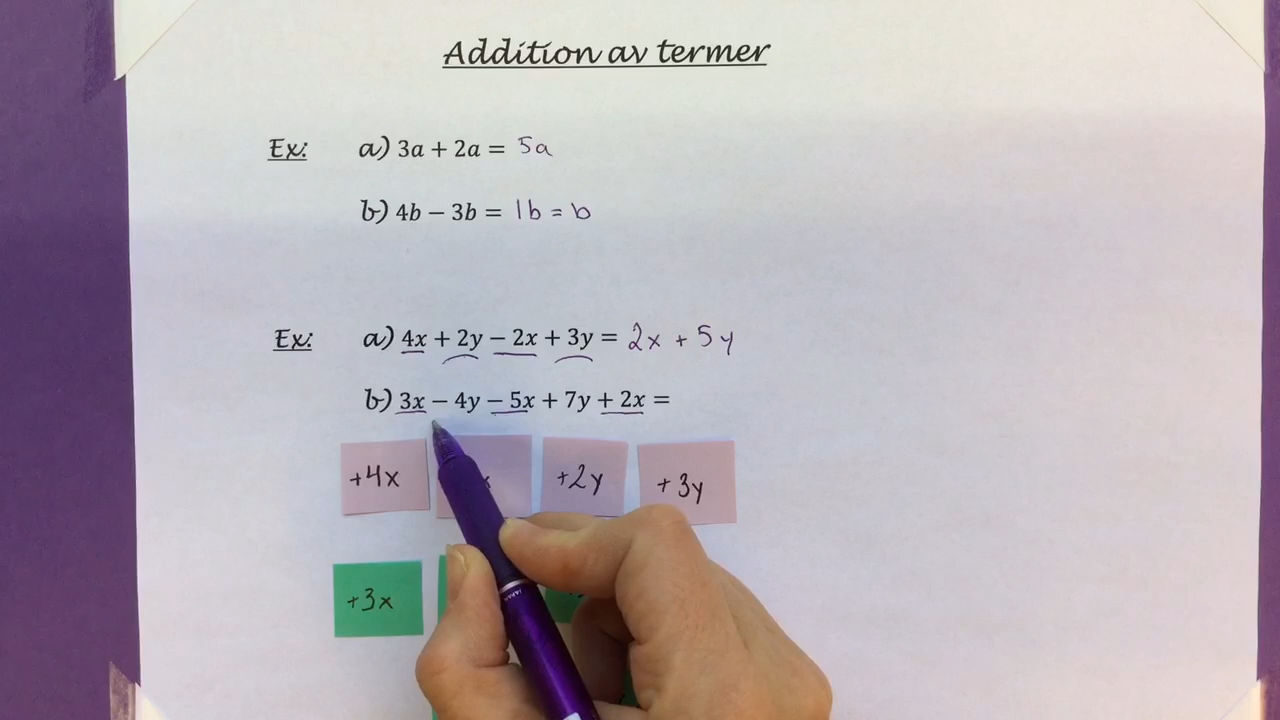 Addition av termer
Ex: a) 3a + 2a = 5a
b) 4b − 3b = 1b = b
Ex: a) 4x + 2y − 2x + 3y = 2x + 5y
b) 3x − 4y − 5x + 7y + 2x =
+4x +2y +3y
+3x
JAPAN